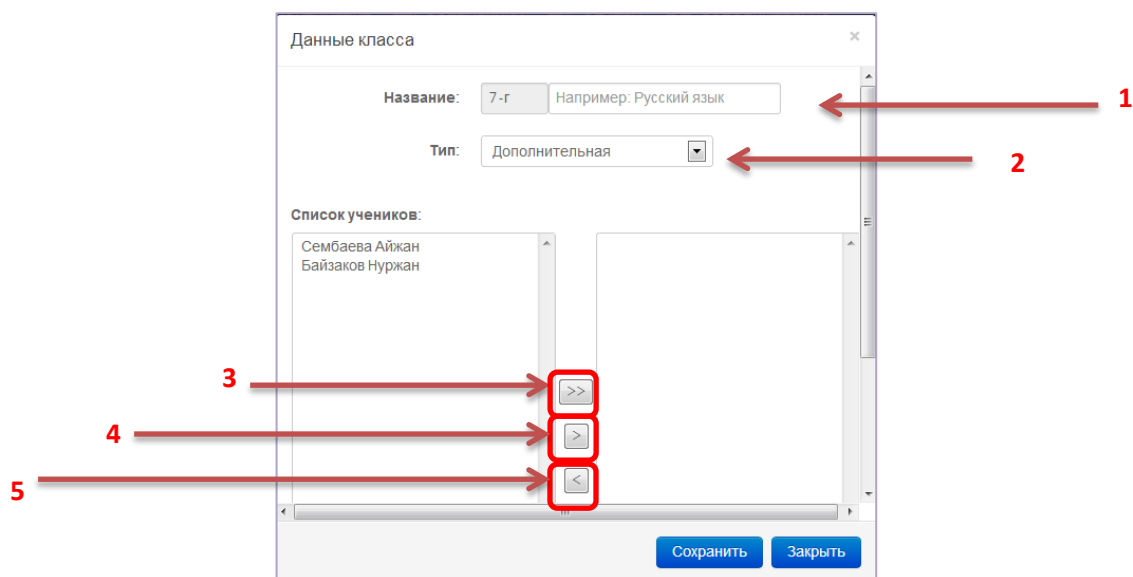 Данные класса ×
Название: 7-г Например: Русский язык
1
Тип: Дополнительная
2
Список учеников:
Сембаева Айжан
Байзаков Нуржан
3
>>
4
>
5
<
Сохранить Закрыть